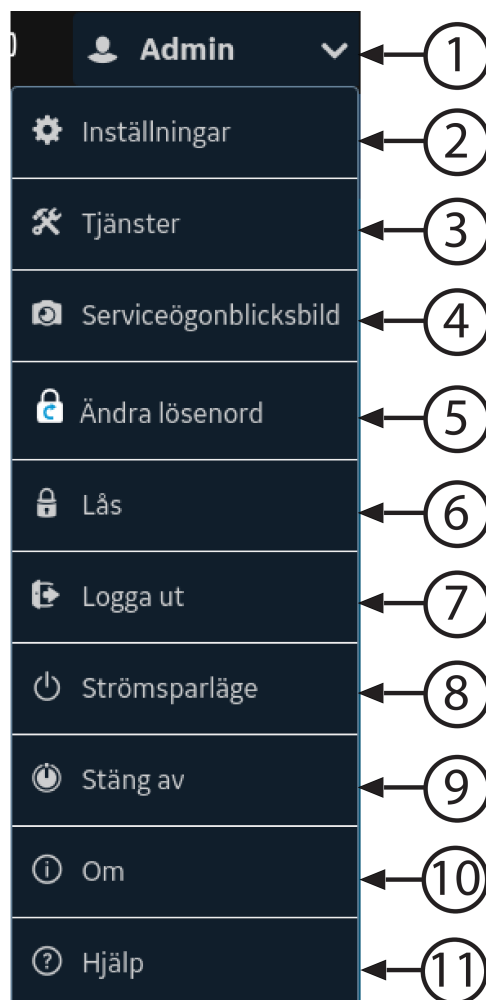 Admin 1
Inställningar 2
Tjänster 3
Serviceögonblicksbild 4
Ändra lösenord 5
Lås 6
Logga ut 7
Strömsparläge 8
Stäng av 9
Om 10
Hjälp 11